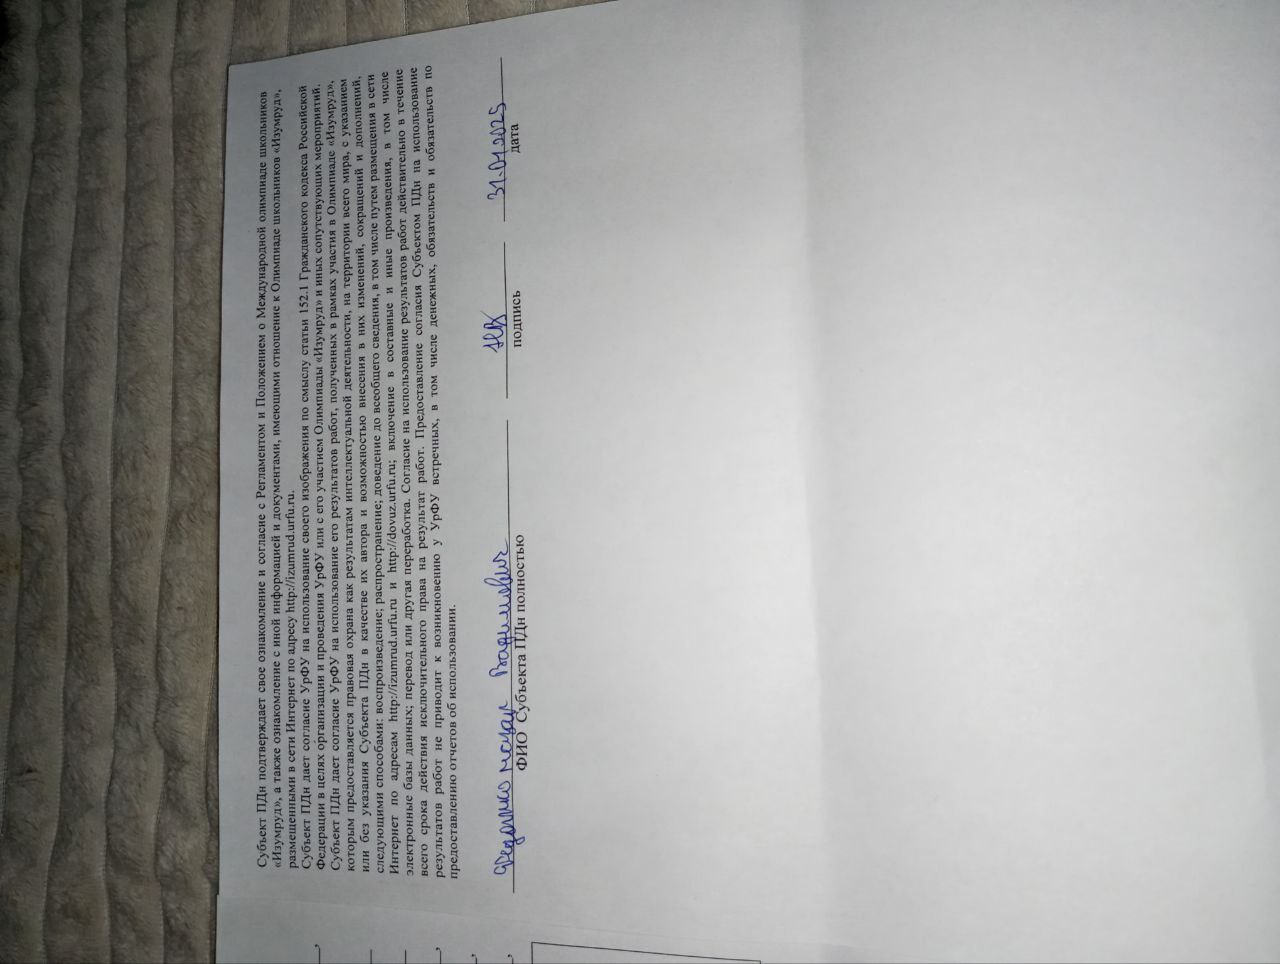 Субъект ПДн подтверждает свое ознакомление и согласие с Регламентом и Положением о Международной олимпиаде школьников
«Изумруд», а также ознакомление с иной информацией и документами, имеющими отношение к Олимпиаде школьников «Изумруд»,
размещенными в сети Интернет по адресу http://izumrud.urfu.ru.
Субъект ПДн дает согласие УрФУ на использование своего изображения по смыслу статьи 152.1 Гражданского кодекса Российской
Федерации в целях организации и проведения УрФУ или с его участием Олимпиады «Изумруд» и иных сопутствующих мероприятий.
Субъект ПДн дает согласие УрФУ на использование его результатов работ, полученных в рамках участия в Олимпиаде «Изумруд»,
которым предоставляется правовая охрана как результатам интеллектуальной деятельности, на территории всего мира, с указанием
или без указания Субъекта ПДн в качестве их автора и возможностью внесения в них изменений, сокращений и дополнений,
следующими способами: воспроизведение; распространение; доведение до всеобщего сведения, в том числе путем размещения в сети
Интернет по адресам http://izumrud.urfu.ru и http://dovuz.urfu.ru; включение в составные и иные произведения, в том числе
электронные базы данных; перевод или другая переработка. Согласие на использование результатов работ действительно в течение
всего срока действия исключительного права на результат работ. Предоставление согласия Субъектом ПДн на использование
результатов работ не приводит к возникновению у УрФУ встречных, в том числе денежных, обязательств и обязательств по
предоставлению отчетов об использовании.
Вадимович 31.01.2025
ФИО Субъекта ПДн полностью подпись дата